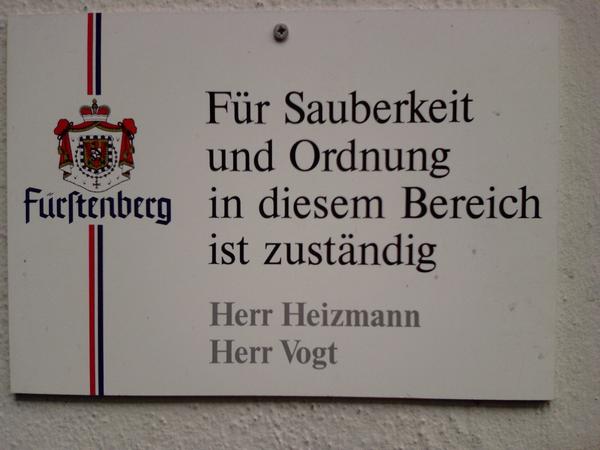 Fürstenberg
Für Sauberkeit
und Ordnung
in diesem Bereich
ist zuständig
Herr Heizmann
Herr Vogt